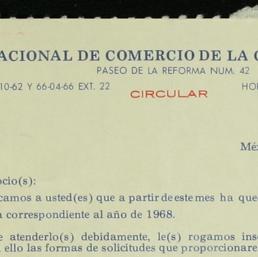 ACIONAL DE COMERCIO DE LA C
PASEO DE LA REFORMA NUM. 42
10-62 Y 66-04-66 EXT. 22 HO
CIRCULAR
Mé
ocio(s):
camos a usted(es) que a partir de este mes ha que
a correspondiente al año de 1968.
e atenderlo(s) debidamente, le(s) rogamos ins
ello las formas de solicitudes que proporcionare